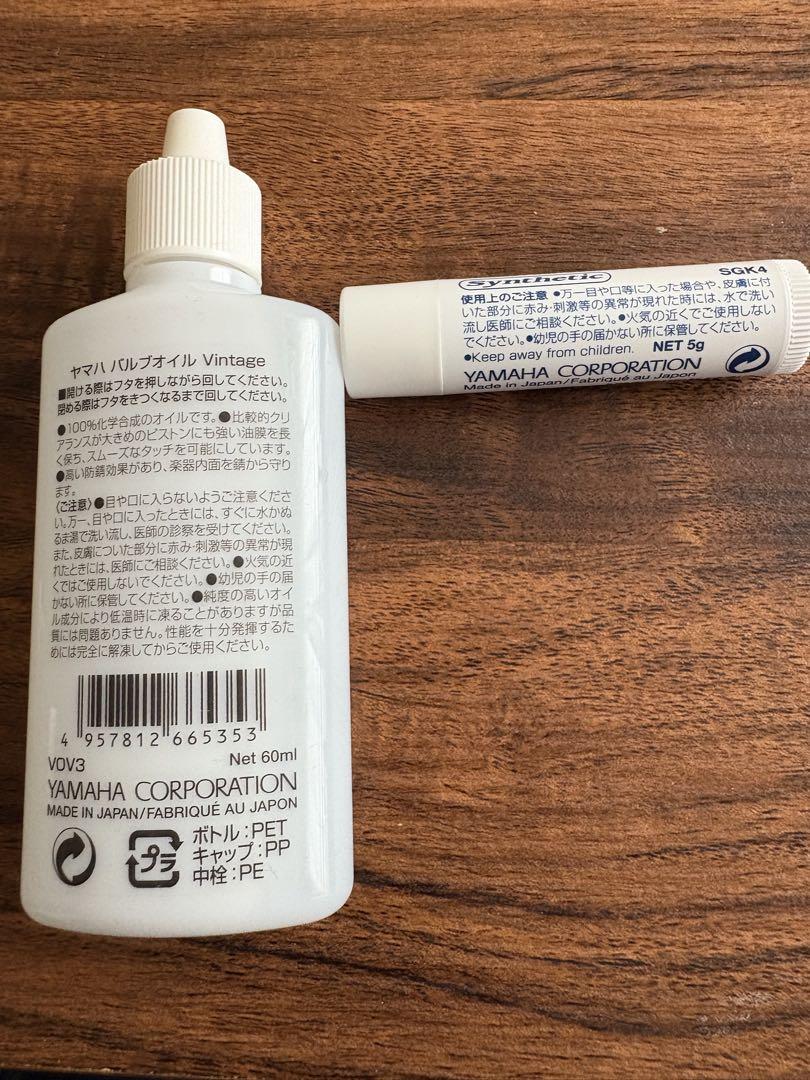 ヤマハ バルブオイル Vintage
■開ける際はフタを押しながら回してください。
閉める際はフタをきつくなるまで回してください。
●100%化学合成のオイルです。●比較的クリ
アランスが大きめのピストンにも強い油膜を長
く保ち、スムーズなタッチを可能にしています。
●高い防錆効果があり、楽器内面を錆から守り
ます。
〈ご注意〉●目や口に入らないようご注意くださ
い。万一、目や口に入ったときには、すぐに水かぬ
るま湯で洗い流し、医師の診察を受けてください。
また、皮膚についた部分に赤み・刺激等の異常が現
れたときには、医師にご相談ください。●火気の近
くではご使用しないでください。●幼児の手の届
かない所に保管してください。●純度の高いオイ
ル成分により低温時に凍ることがありますが品
質には問題ありません。性能を十分発揮するた
めには完全に解凍してからご使用ください。
4 957812 665353
VOV3 Net 60ml
YAMAHA CORPORATION
MADE IN JAPAN/FABRIQUÉ AU JAPON
プラ
ボトル:PET
キャップ:PP
中栓:PE
Synthetic SGK4
使用上のご注意 ●万一目や口等に入った場合や、皮膚に付
いた部分に赤み・刺激等の異常が現れた時には、水で洗い
流し医師にご相談ください。●火気の近くでご使用しない
でください。●幼児の手の届かない所に保管してください。
●Keep away from children. NET 5g
YAMAHA CORPORATION
Made in Japan/Fabriqué au Japon